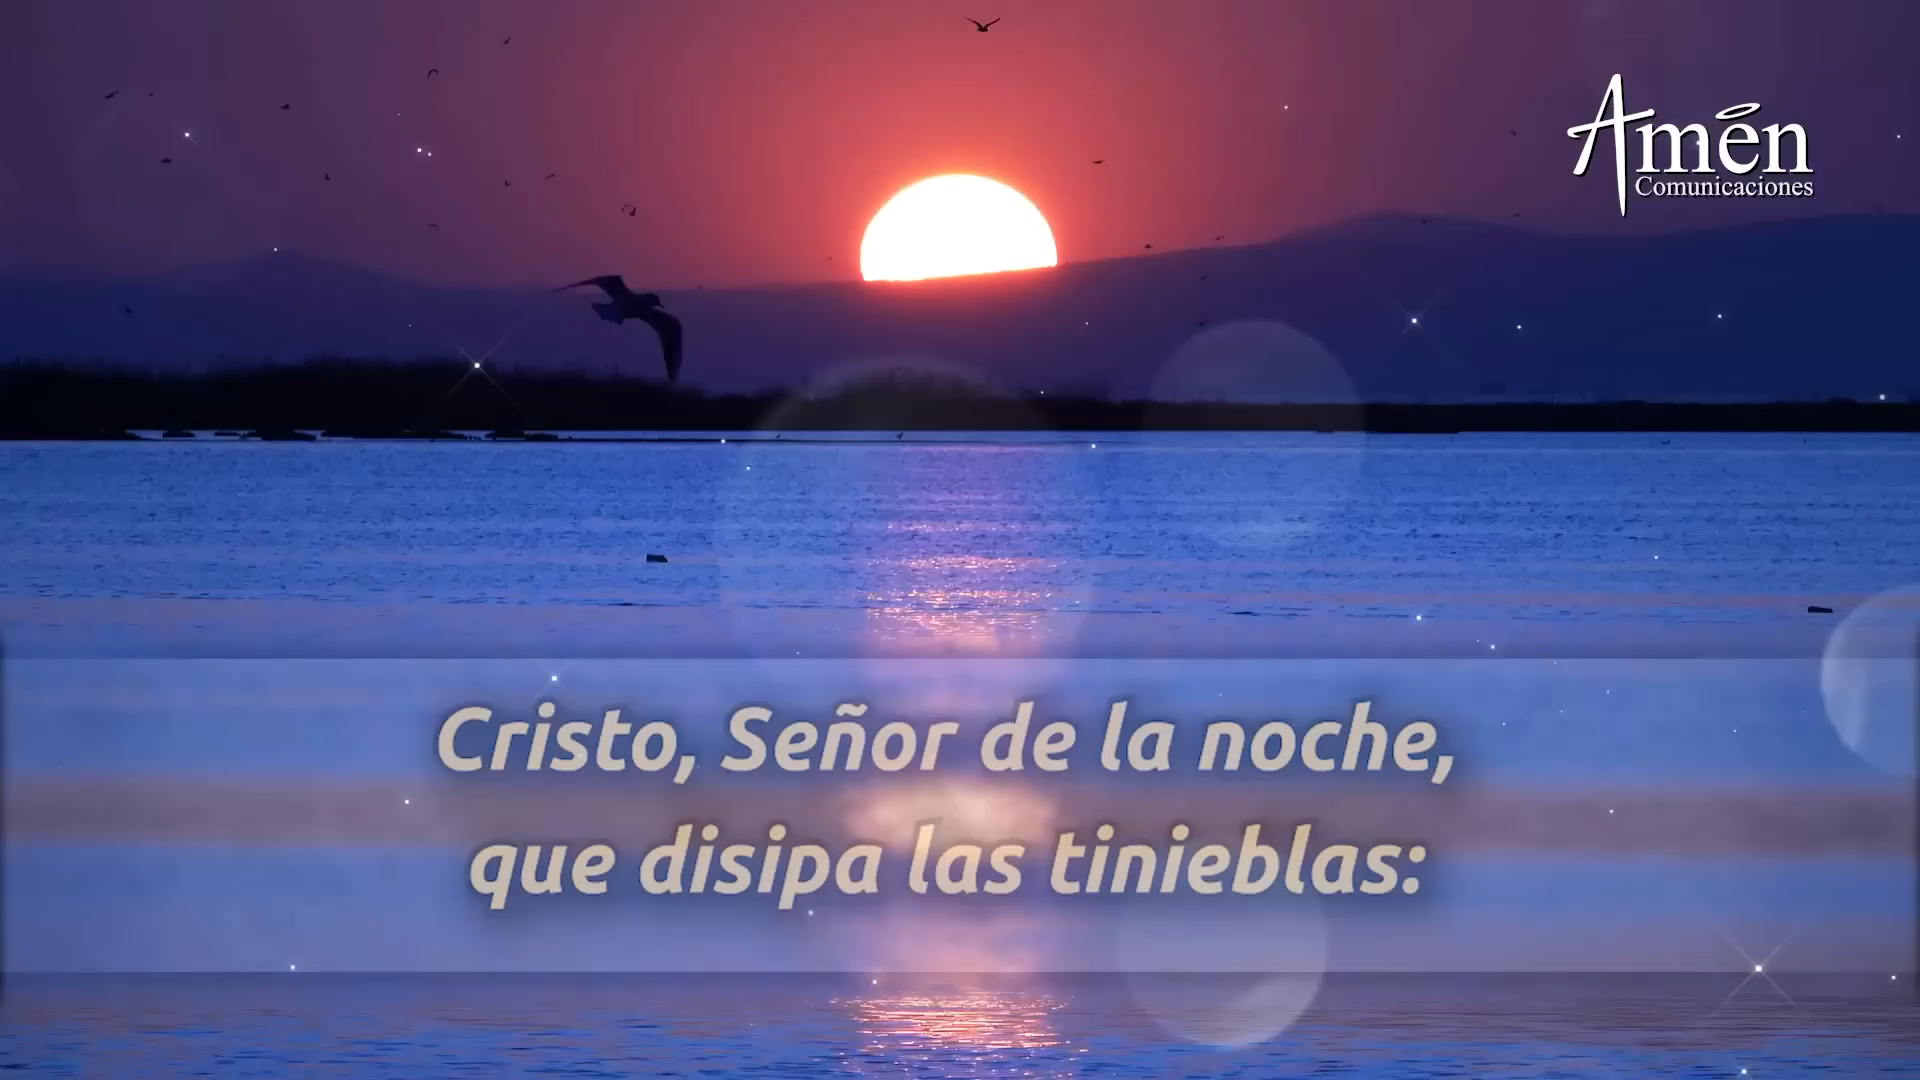 Amén
Comunicaciones
Cristo, Señor de la noche,
que disipa las tinieblas: